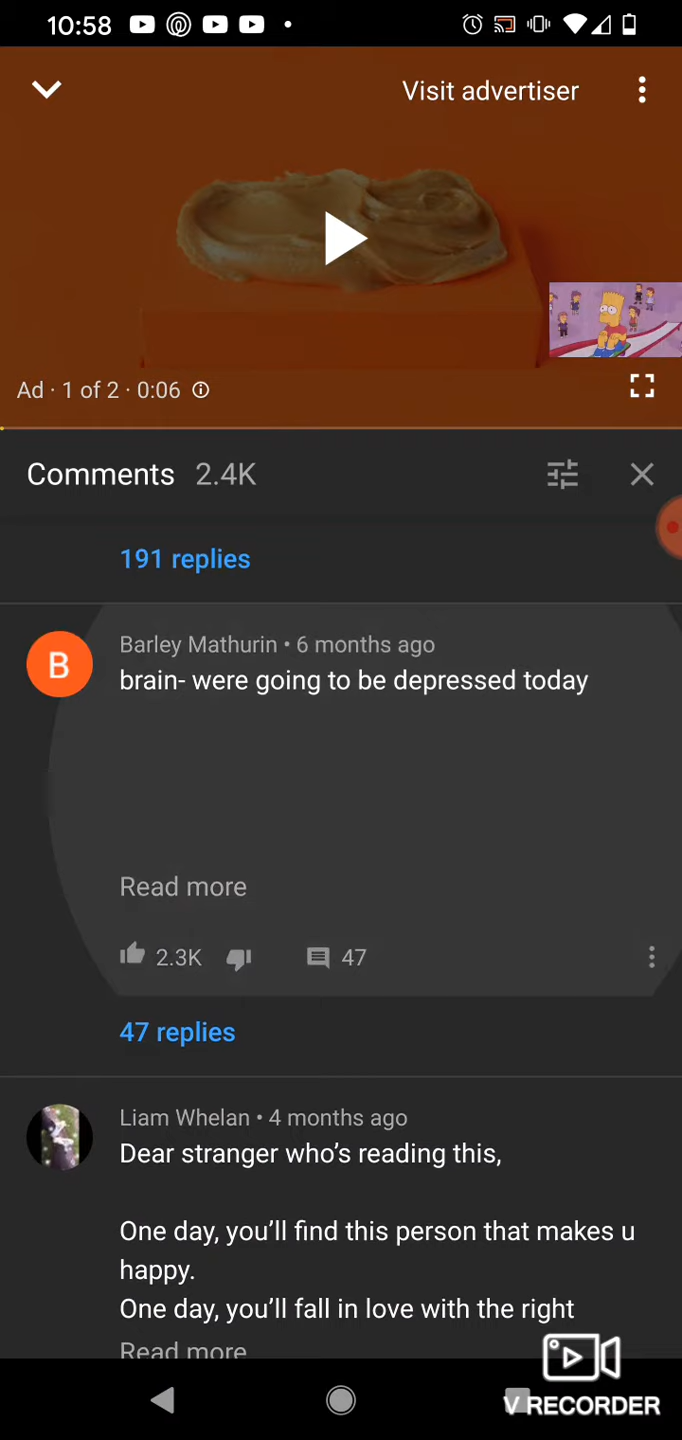 10:58
Visit advertiser
Ad · 1 of 2 · 0:06
Comments 2.4K
191 replies
B
Barley Mathurin • 6 months ago
brain- were going to be depressed today
Read more
2.3K 47
47 replies
Liam Whelan • 4 months ago
Dear stranger who’s reading this,
One day, you’ll find this person that makes u
happy.
One day, you’ll fall in love with the right
Read more
V RECORDER